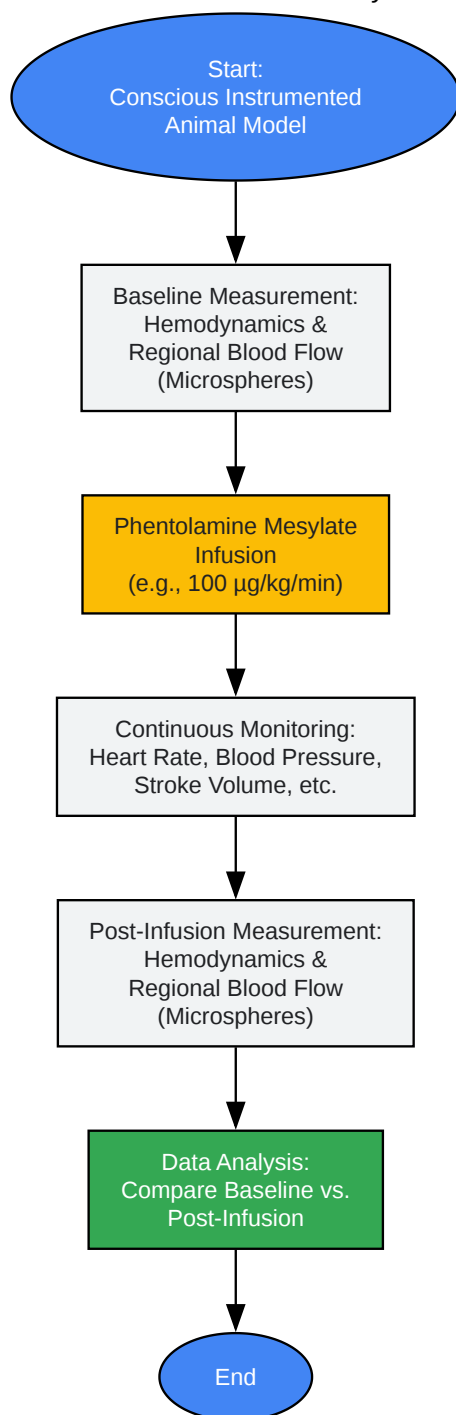 Start:
Conscious Instrumented
Animal Model
Baseline Measurement:
Hemodynamics &
Regional Blood Flow
(Microspheres)
Phentolamine Mesylate
Infusion
(e.g., 100 µg/kg/min)
Continuous Monitoring:
Heart Rate, Blood Pressure,
Stroke Volume, etc.
Post-Infusion Measurement:
Hemodynamics &
Regional Blood Flow
(Microspheres)
Data Analysis:
Compare Baseline vs.
Post-Infusion
End